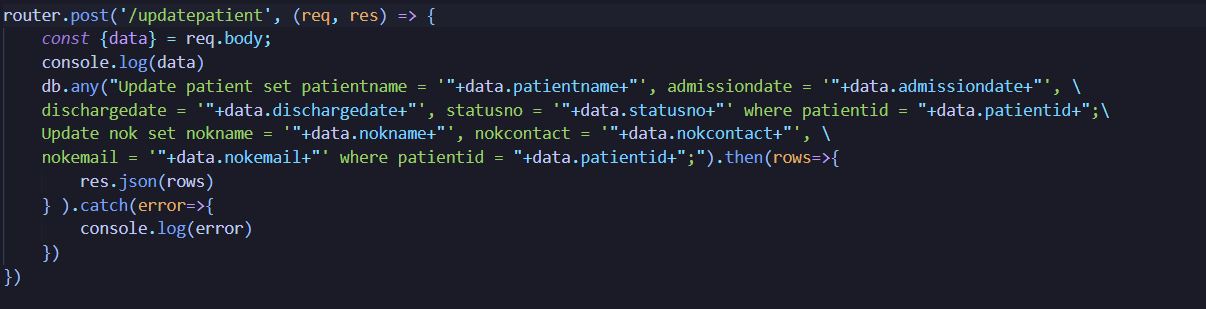 router.post('/updatepatient', (req, res) => {
    const {data} = req.body;
    console.log(data)
    db.any("Update patient set patientname = '"+data.patientname+"', admissiondate = '"+data.admissiondate+"', \
    dischargedate = '"+data.dischargedate+"', statusno = '"+data.statusno+"' where patientid = "+data.patientid+";\
    Update nok set nokname = '"+data.nokname+"', nokcontact = '"+data.nokcontact+"', \
    nokemail = '"+data.nokemail+"' where patientid = "+data.patientid+";").then(rows=>{
        res.json(rows)
    } ).catch(error=>{
        console.log(error)
    })
})